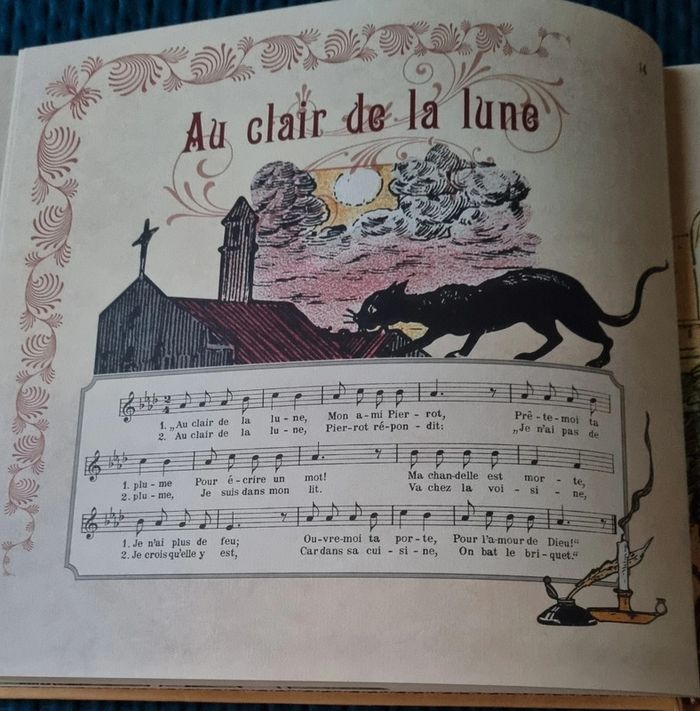 Au clair de la lune
1. „Au clair de la lu - ne, Mon a - mi Pier - rot, Prê - te - moi ta
2. Au clair de la lu - ne, Pier - rot ré - pon - dit: „Je n'ai pas de
1. plu - me Pour é - crire un mot! Ma chan - delle est mor - te,
2. plu - me, Je suis dans mon lit. Va chez la voi - si - ne,
1. Je n'ai plus de feu; Ou - vre - moi ta por - te, Pour l'a - mour de Dieu!“
2. Je crois qu'elle y est, Car dans sa cui - si - ne, On bat le bri - quet.“